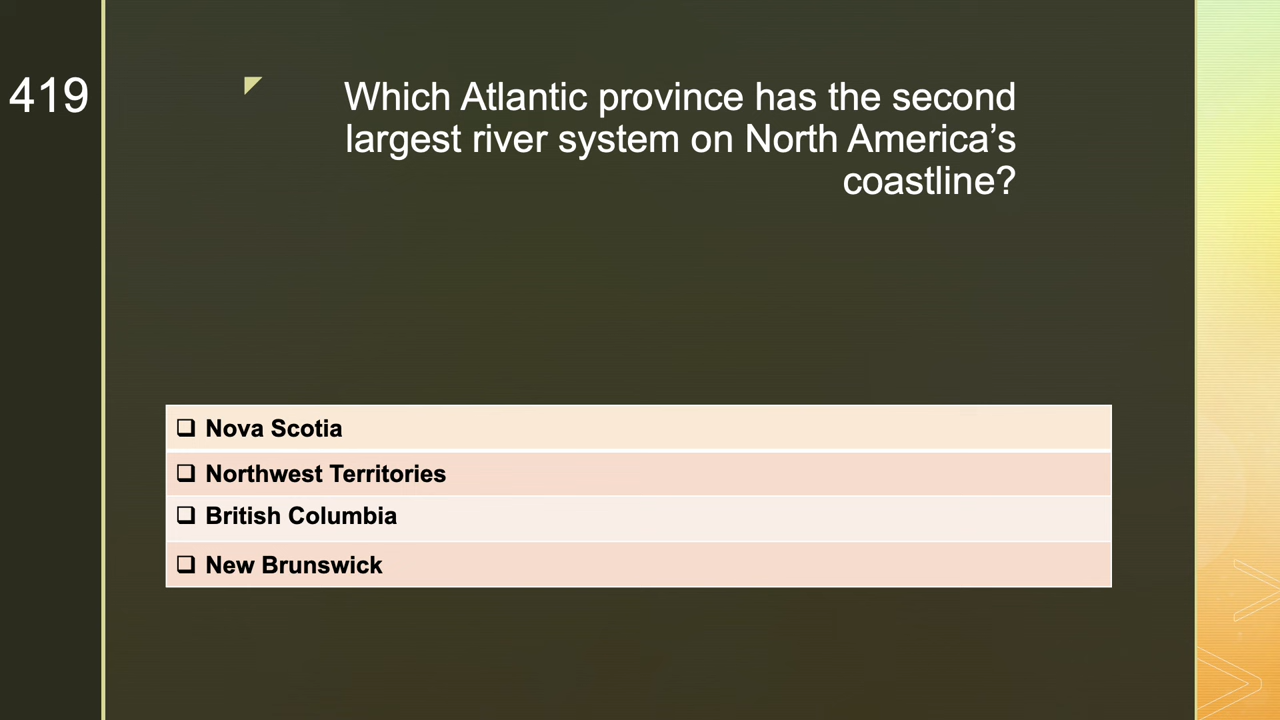 419
Which Atlantic province has the second
largest river system on North America’s
coastline?
❑ Nova Scotia
❑ Northwest Territories
❑ British Columbia
❑ New Brunswick